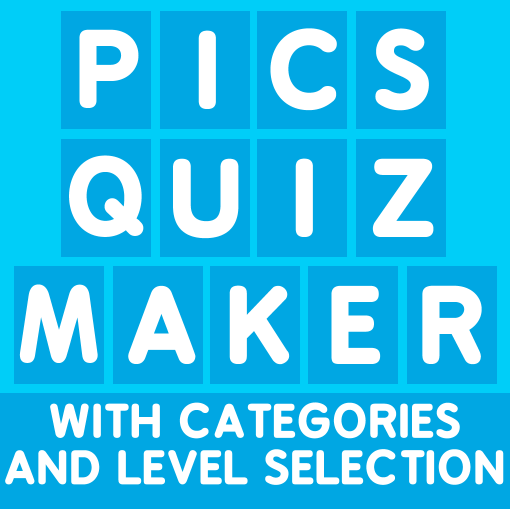 PICS
QUIZ
MAKER
WITH CATEGORIES
AND LEVEL SELECTION